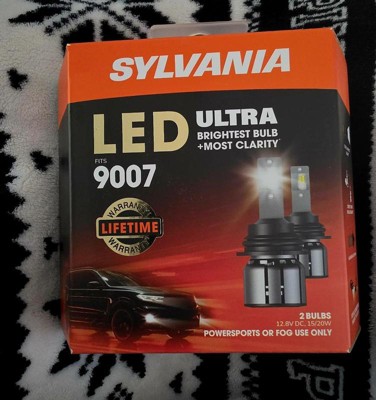 SYLVANIA
LED
ULTRA
BRIGHTEST BULB
+MOST CLARITY*
FITS
9007
WARRANTY
LIFETIME
WARRANTY
2 BULBS
12.8V DC, 15/20W
POWERSPORTS OR FOG USE ONLY